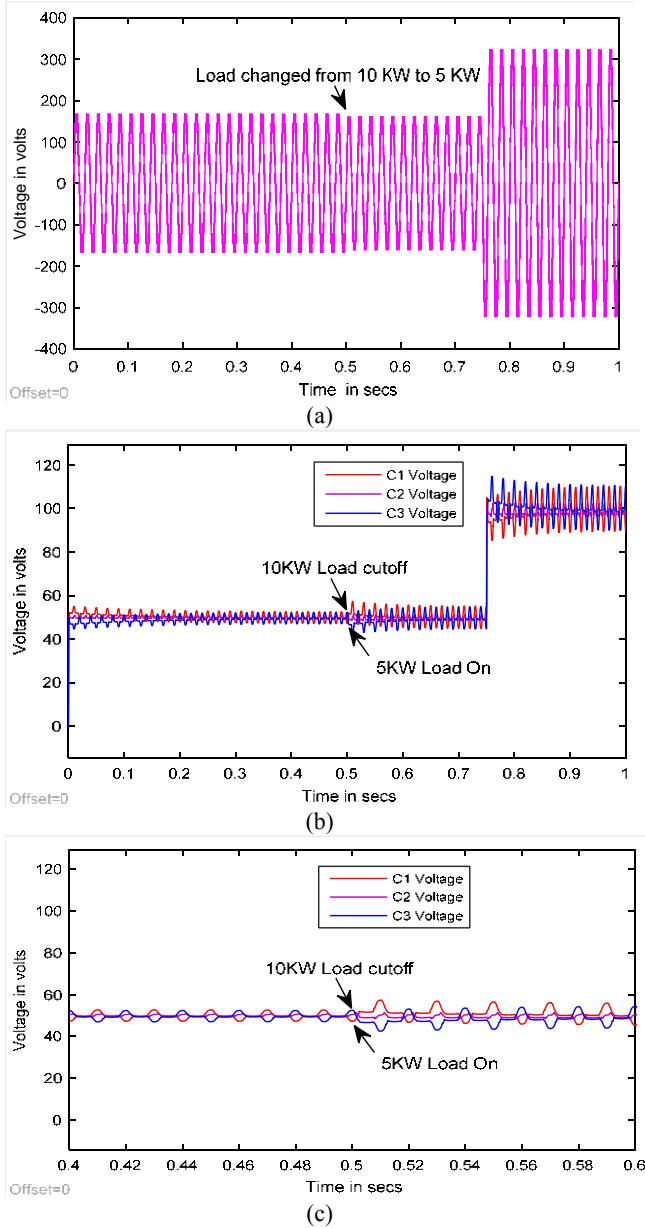 400
300
200
100
0
-100
-200
-300
-400
Voltage in volts
Load changed from 10 KW to 5 KW
0 0.1 0.2 0.3 0.4 0.5 0.6 0.7 0.8 0.9 1
Time in secs
Offset=0
(a)
120
100
80
60
40
20
0
Voltage in volts
C1 Voltage
C2 Voltage
C3 Voltage
10KW Load cutoff
5KW Load On
0 0.1 0.2 0.3 0.4 0.5 0.6 0.7 0.8 0.9 1
Time in secs
Offset=0
(b)
120
100
80
60
40
20
0
Voltage in volts
C1 Voltage
C2 Voltage
C3 Voltage
10KW Load cutoff
5KW Load On
0.4 0.42 0.44 0.46 0.48 0.5 0.52 0.54 0.56 0.58 0.6
Time in secs
Offset=0
(c)